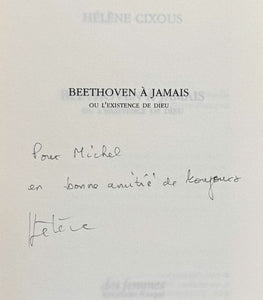 HÉLÈNE CIXOUS
BEETHOVEN À JAMAIS
OU L'EXISTENCE DE DIEU
Pour Michel
en bonne amitié de toujours
Hélène
des femmes